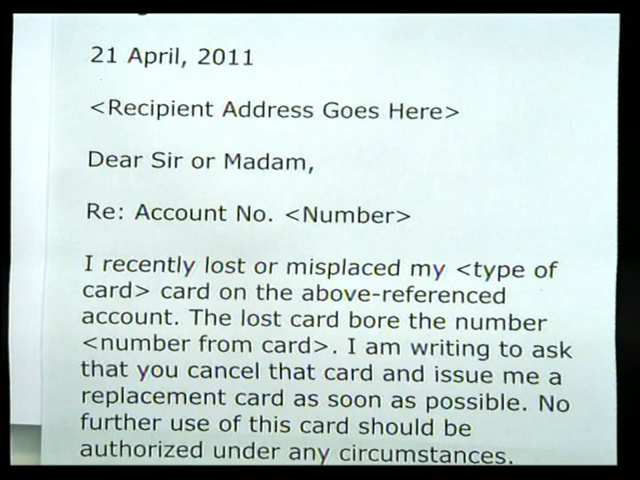 21 April, 2011
<Recipient Address Goes Here>
Dear Sir or Madam,
Re: Account No. <Number>
I recently lost or misplaced my <type of
card> card on the above-referenced
account. The lost card bore the number
<number from card>. I am writing to ask
that you cancel that card and issue me a
replacement card as soon as possible. No
further use of this card should be
authorized under any circumstances.